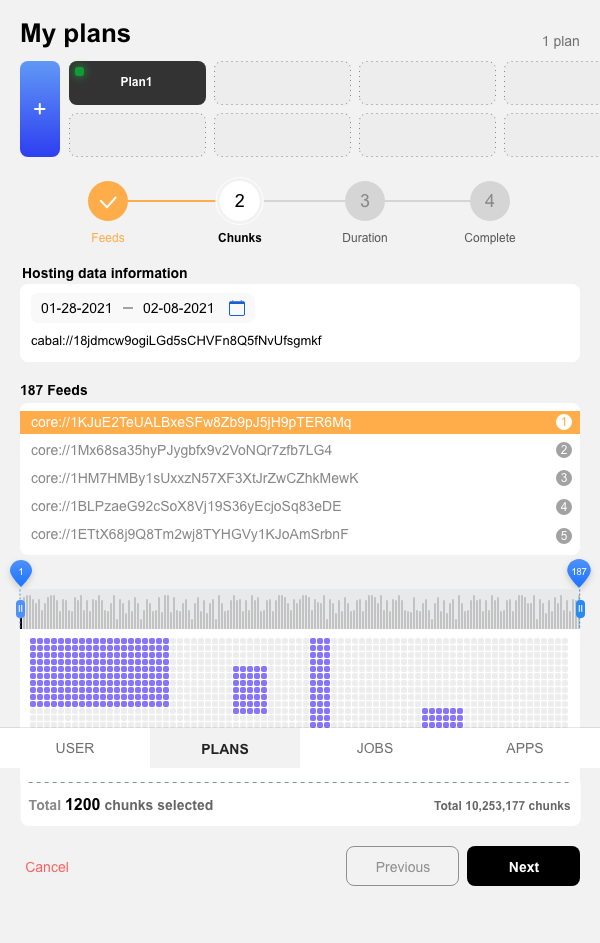 My plans
1 plan
+
Plan1
2
3
4
Feeds
Chunks
Duration
Complete
Hosting data information
01-28-2021 — 02-08-2021
cabal://18jdmcw9ogiLGd5sCHVFn8Q5fNvUfsgmkf
187 Feeds
core://1KJuE2TeUALBxeSFw8Zb9pJ5jH9pTER6Mq 1
core://1Mx68sa35hyPJygbfx9v2VoNQr7zfb7LG4 2
core://1HM7HMBy1sUxxzN57XF3XtJrZwCZhkMewK 3
core://1BLPzaeG92cSoX8Vj19S36yEcjoSq83eDE 4
core://1ETtX68j9Q8Tm2wj8TYHGVy1KJoAmSrbnF 5
1
187
USER
PLANS
JOBS
APPS
Total 1200 chunks selected
Total 10,253,177 chunks
Cancel
Previous
Next